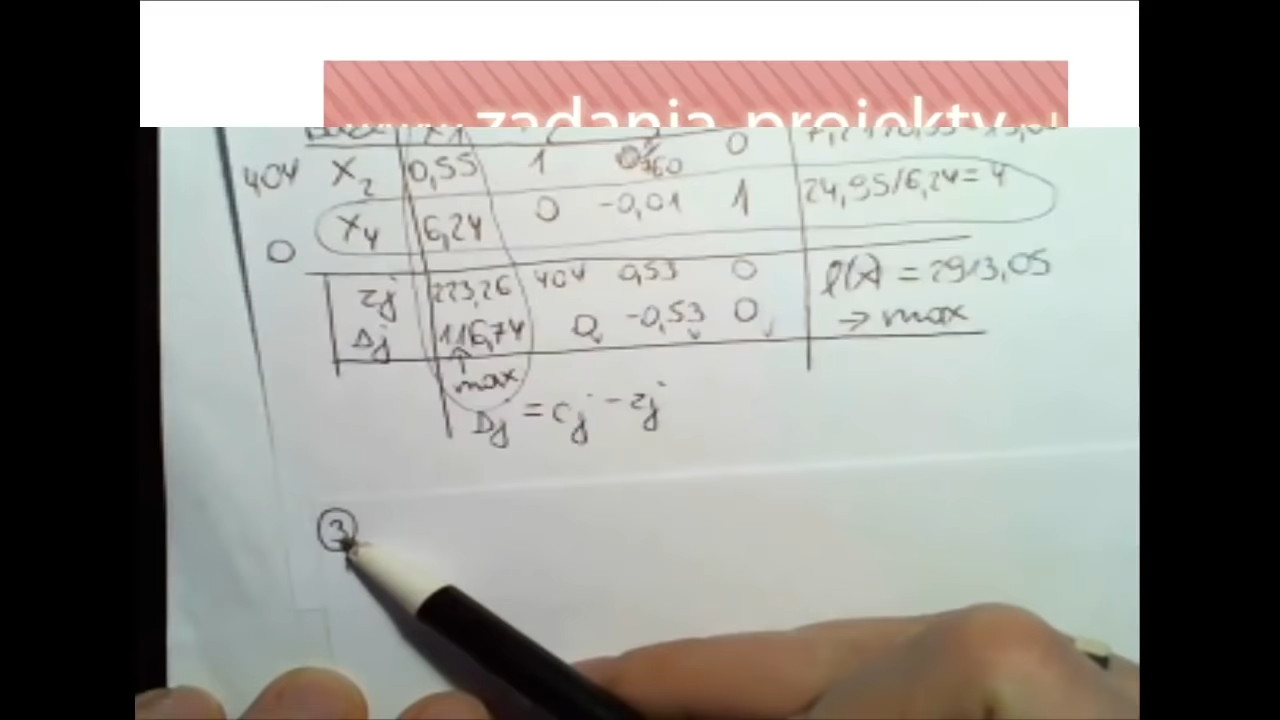 www.zadania-projekty.pl
404 X2 0,55 1 0
X4 6,24 0 -0,01 1 24,95/6,24=4
0
zj 223,26 404 0,53 0 f(x) = 2913,05
Δj 116,74 0 -0,53 0 → max
↑
max
Δj = cj - zj
3